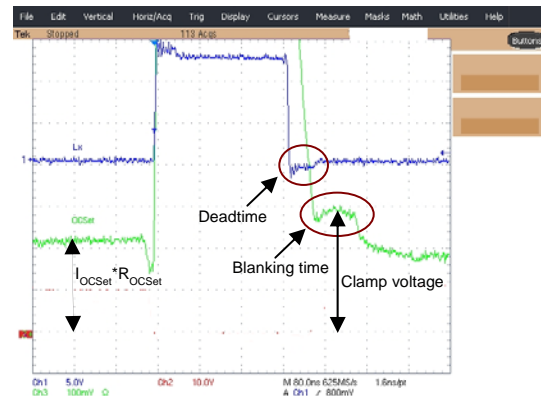 File Edit Vertical Horiz/Acq Trig Display Cursors Measure Masks Math Utilities Help
Tek Stopped 113 Acqs
Buttons
Lx
1
Deadtime
OCSet
Blanking time
IOCSet*ROCSet
Clamp voltage
Ch1 5.0V Ch2 10.0V M 80.0ns 625MS/s 1.6ns/pt
Ch3 100mV Ω A Ch1 / 800mV